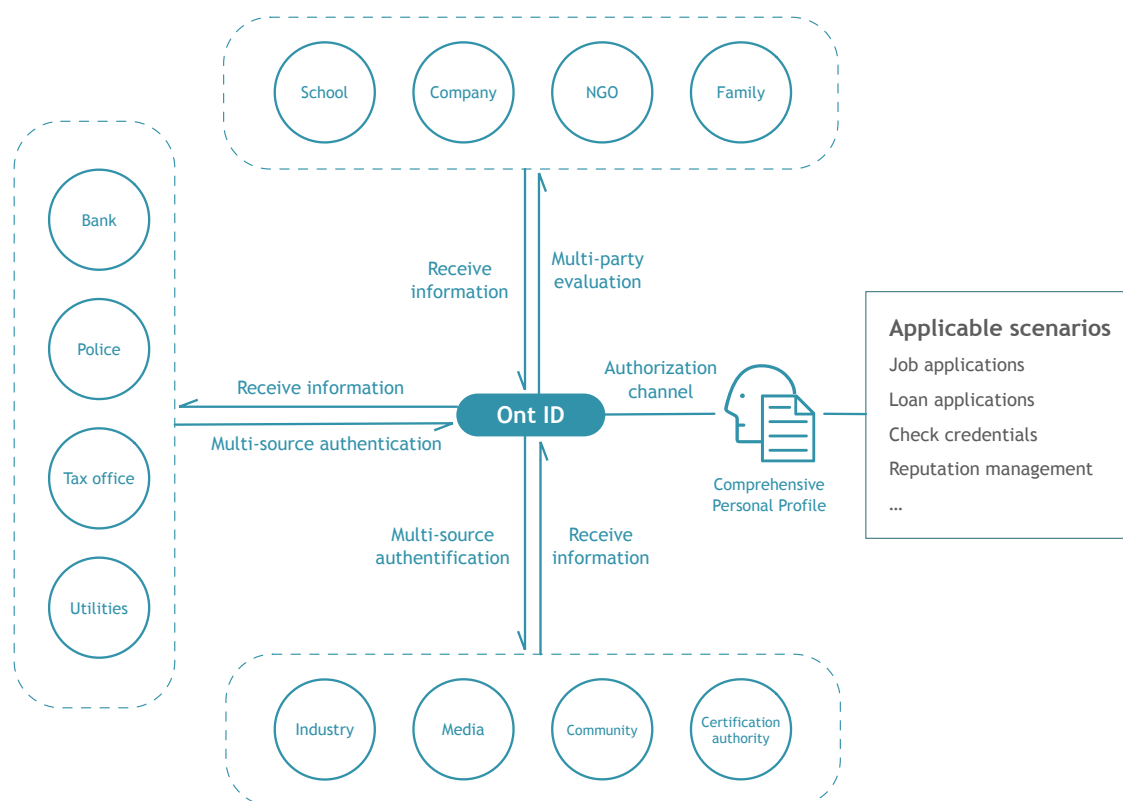 School
Company
NGO
Family
Bank
Police
Tax office
Utilities
Receive
information
Multi-party
evaluation
Receive information
Multi-source authentication
Ont ID
Authorization
channel
Comprehensive
Personal Profile
Applicable scenarios
Job applications
Loan applications
Check credentials
Reputation management
...
Multi-source
authentification
Receive
information
Industry
Media
Community
Certification
authority